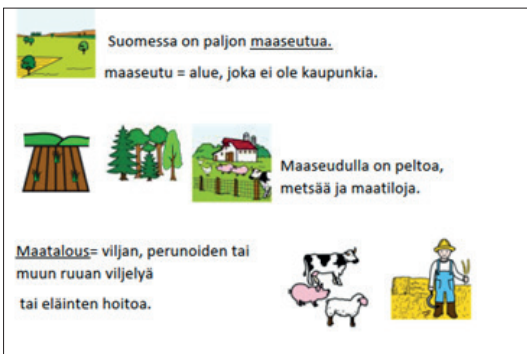 Suomessa on paljon maaseutua.
maaseutu = alue, joka ei ole kaupunkia.
Maaseudulla on peltoa,
metsää ja maatiloja.
Maatalous= viljan, perunoiden tai
muun ruuan viljelyä
tai eläinten hoitoa.